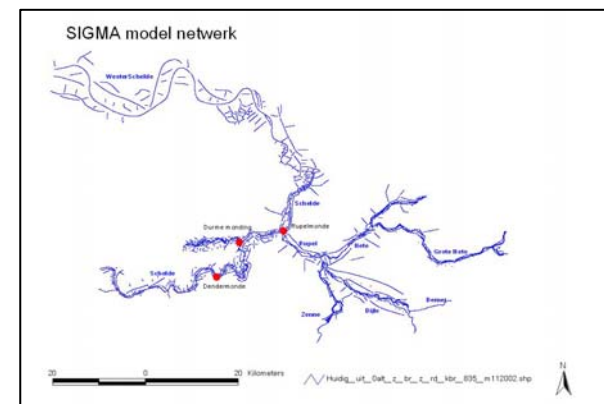 SIGMA model netwerk
WesterSchelde
Schelde
Durme monding
Rupelmonde
Rupel
Nete
Grote Nete
Schelde
Dendermonde
Zenne
Dijle
Demer
20 0 20 Kilometers
Huidig_uit_0alt_z_br_z_rd_kbr_835_m112002.shp
N